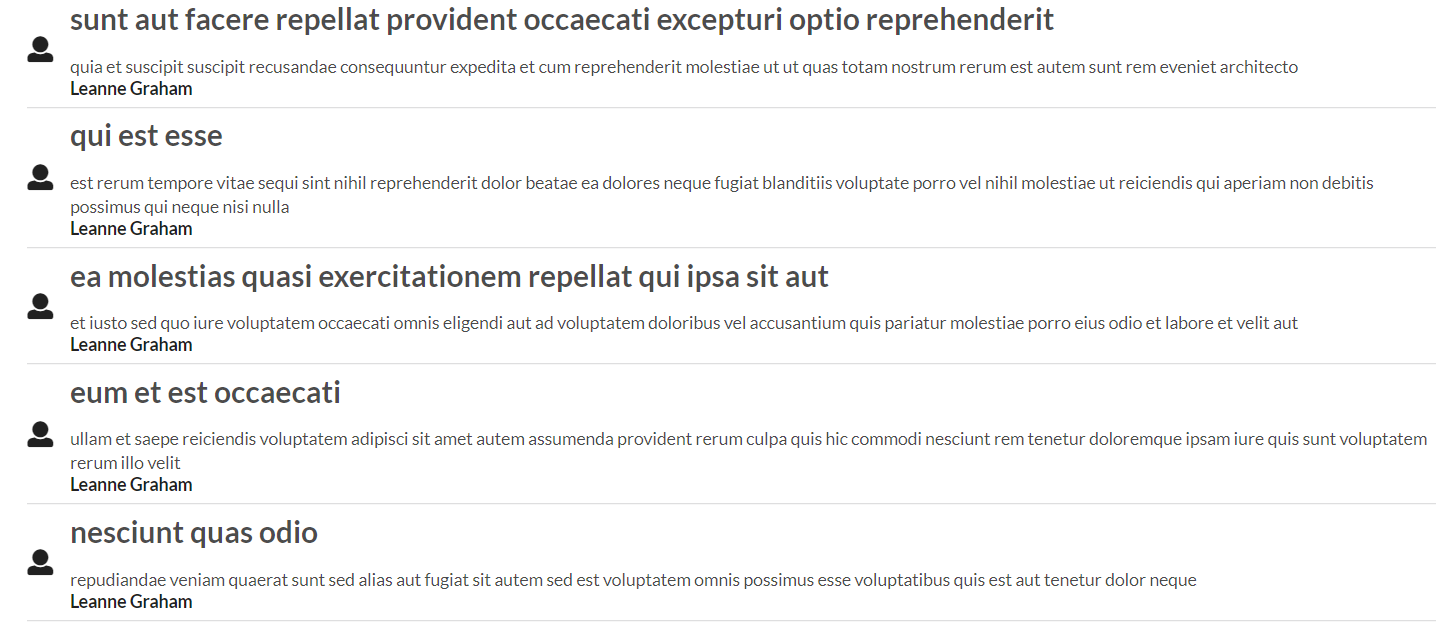 sunt aut facere repellat provident occaecati excepturi optio reprehenderit
quia et suscipit suscipit recusandae consequuntur expedita et cum reprehenderit molestiae ut ut quas totam nostrum rerum est autem sunt rem eveniet architecto
Leanne Graham
qui est esse
est rerum tempore vitae sequi sint nihil reprehenderit dolor beatae ea dolores neque fugiat blanditiis voluptate porro vel nihil molestiae ut reiciendis qui aperiam non debitis
possimus qui neque nisi nulla
Leanne Graham
ea molestias quasi exercitationem repellat qui ipsa sit aut
et iusto sed quo iure voluptatem occaecati omnis eligendi aut ad voluptatem doloribus vel accusantium quis pariatur molestiae porro eius odio et labore et velit aut
Leanne Graham
eum et est occaecati
ullam et saepe reiciendis voluptatem adipisci sit amet autem assumenda provident rerum culpa quis hic commodi nesciunt rem tenetur doloremque ipsam iure quis sunt voluptatem
rerum illo velit
Leanne Graham
nesciunt quas odio
repudiandae veniam quaerat sunt sed alias aut fugiat sit autem sed est voluptatem omnis possimus esse voluptatibus quis est aut tenetur dolor neque
Leanne Graham